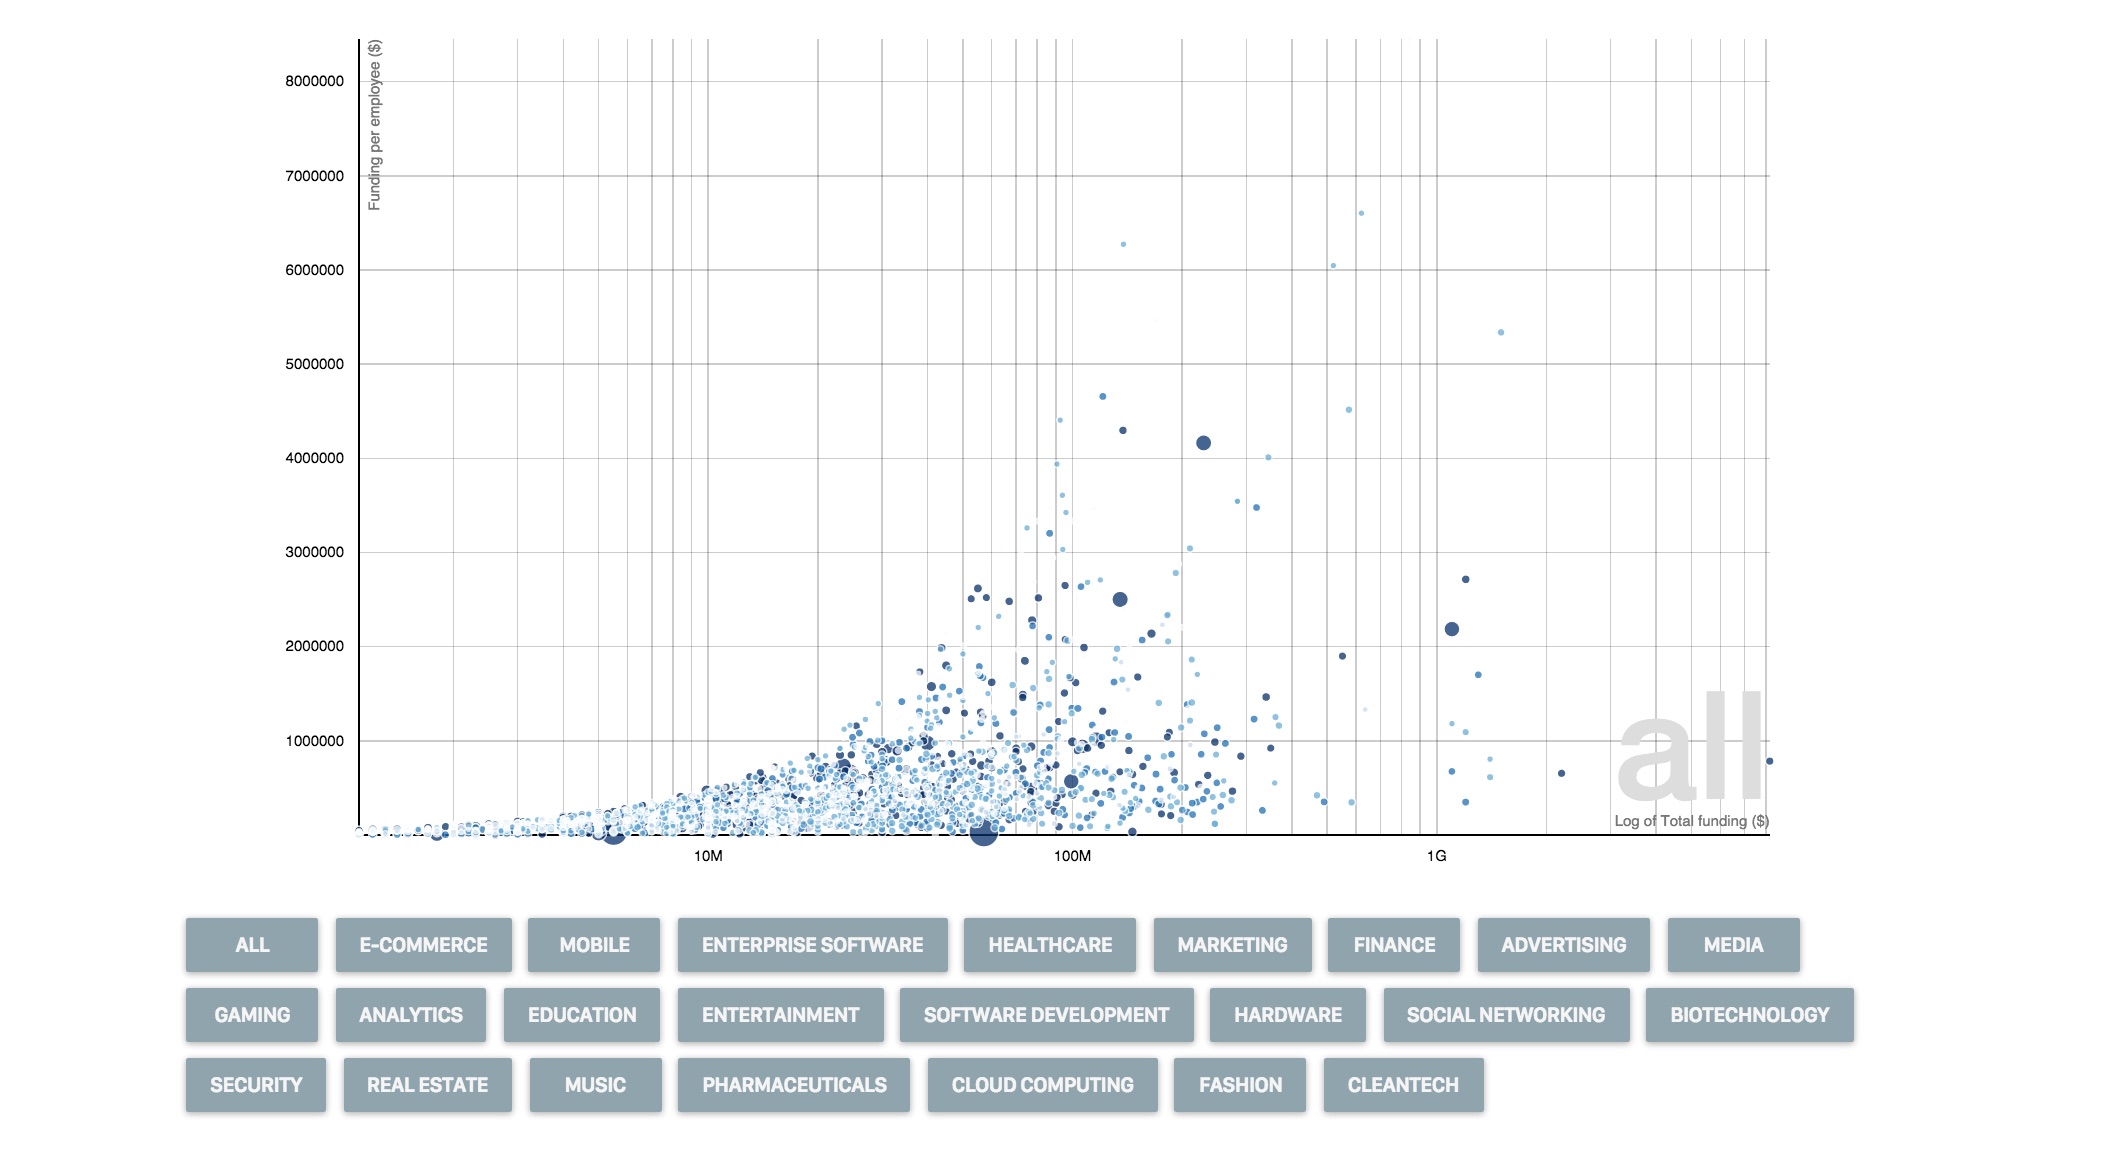 Funding per employee ($)
8000000
7000000
6000000
5000000
4000000
3000000
2000000
1000000
all
Log of Total funding ($)
10M 100M 1G
ALL E-COMMERCE MOBILE ENTERPRISE SOFTWARE HEALTHCARE MARKETING FINANCE ADVERTISING MEDIA
GAMING ANALYTICS EDUCATION ENTERTAINMENT SOFTWARE DEVELOPMENT HARDWARE SOCIAL NETWORKING BIOTECHNOLOGY
SECURITY REAL ESTATE MUSIC PHARMACEUTICALS CLOUD COMPUTING FASHION CLEANTECH